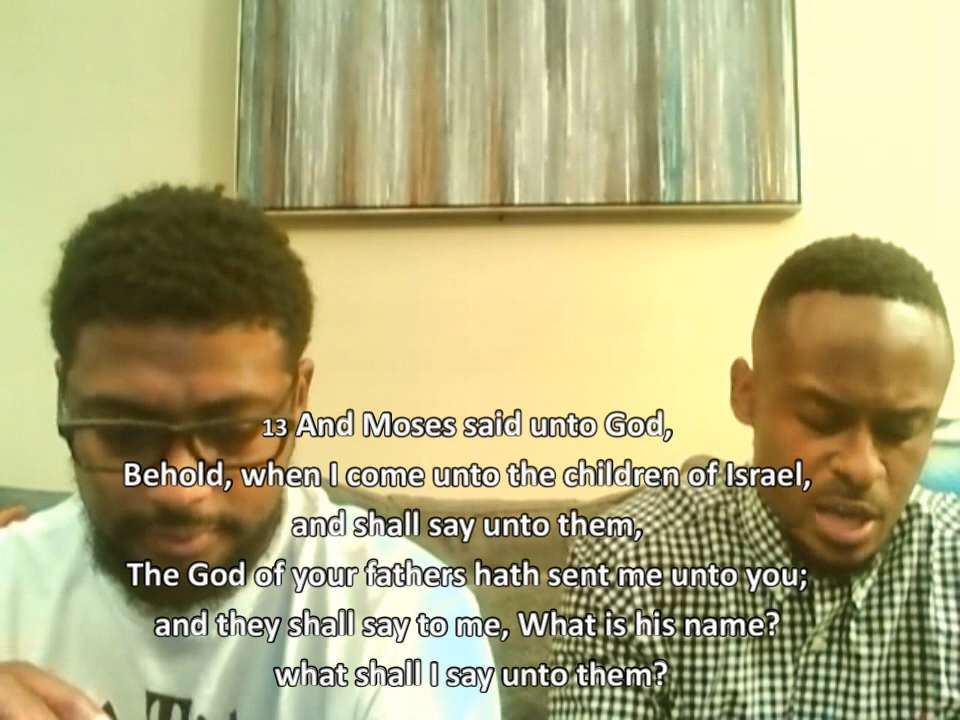 13 And Moses said unto God,
Behold, when I come unto the children of Israel,
and shall say unto them,
The God of your fathers hath sent me unto you;
and they shall say to me, What is his name?
what shall I say unto them?